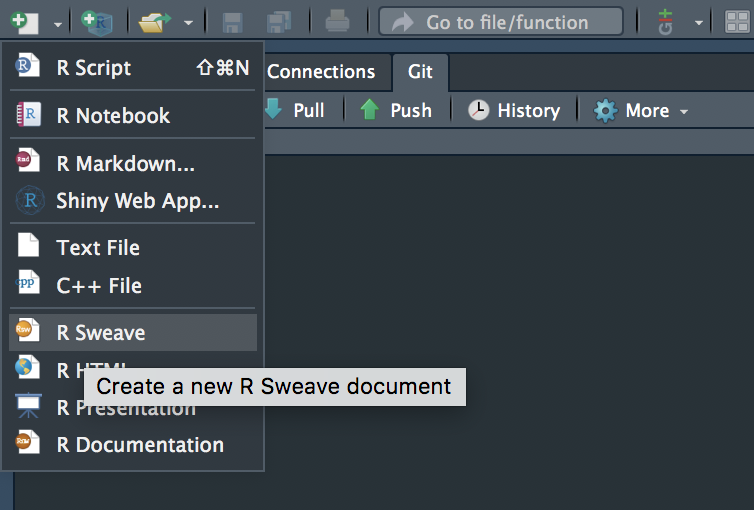 Go to file/function
Git
R Script ⇧⌘N
Connections Git
R Notebook
Pull Push History More
R Markdown...
Shiny Web App...
Text File
C++ File
R Sweave
R HTML
Create a new R Sweave document
R Presentation
R Documentation